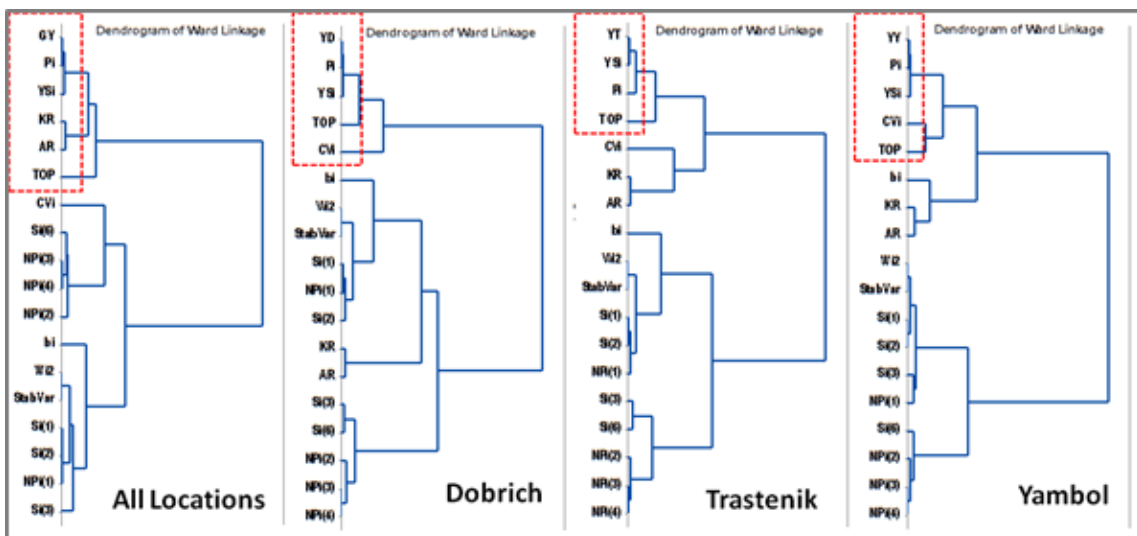 Dendrogram of Ward Linkage
GY
Pi
YSi
KR
AR
TOP
CVi
Si(6)
NPi(3)
NPi(4)
NPi(2)
bi
Wi2
StabVar
Si(1)
Si(2)
NPi(1)
Si(3)
All Locations
Dendrogram of Ward Linkage
YD
Pi
YSi
TOP
CVi
bi
Wi2
StabVar
Si(1)
NPi(1)
Si(2)
KR
AR
Si(3)
Si(6)
NPi(2)
NPi(3)
NPi(4)
Dobrich
Dendrogram of Ward Linkage
YT
YSi
Pi
TOP
CVi
KR
AR
bi
Wi2
StabVar
Si(1)
Si(2)
NPi(1)
Si(3)
Si(6)
NPi(2)
NPi(3)
NPi(4)
Trastenik
Dendrogram of Ward Linkage
YY
Pi
YSi
CVi
TOP
bi
KR
AR
Wi2
StabVar
Si(1)
Si(2)
Si(3)
NPi(1)
Si(6)
NPi(2)
NPi(3)
NPi(4)
Yambol